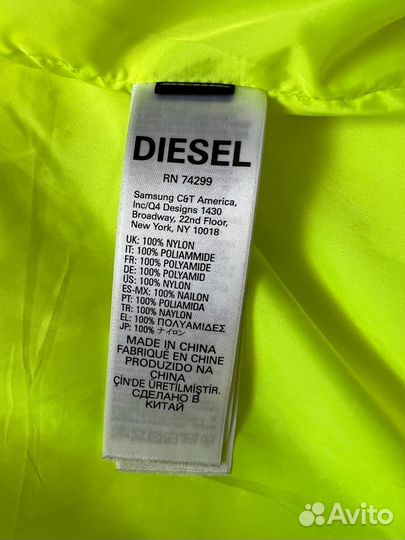 DIESEL
RN 74299
Samsung C&T America,
Inc/Q4 Designs 1430
Broadway, 22nd Floor,
New York, NY 10018
UK: 100% NYLON
IT: 100% POLIAMMIDE
FR: 100% POLYAMIDE
DE: 100% POLYAMID
US: 100% NYLON
ES-MX: 100% NAILON
PT: 100% POLIAMIDA
TR: 100% NAYLON
EL: 100% ΠΟΛΥΑΜΙΔΕΣ
JP: 100% ナイロン
MADE IN CHINA
FABRIQUÉ EN CHINE
PRODUZIDO NA
CHINA
ÇİN'DE ÜRETİLMİŞTİR.
СДЕЛАНО В
КИТАЙ
Avito